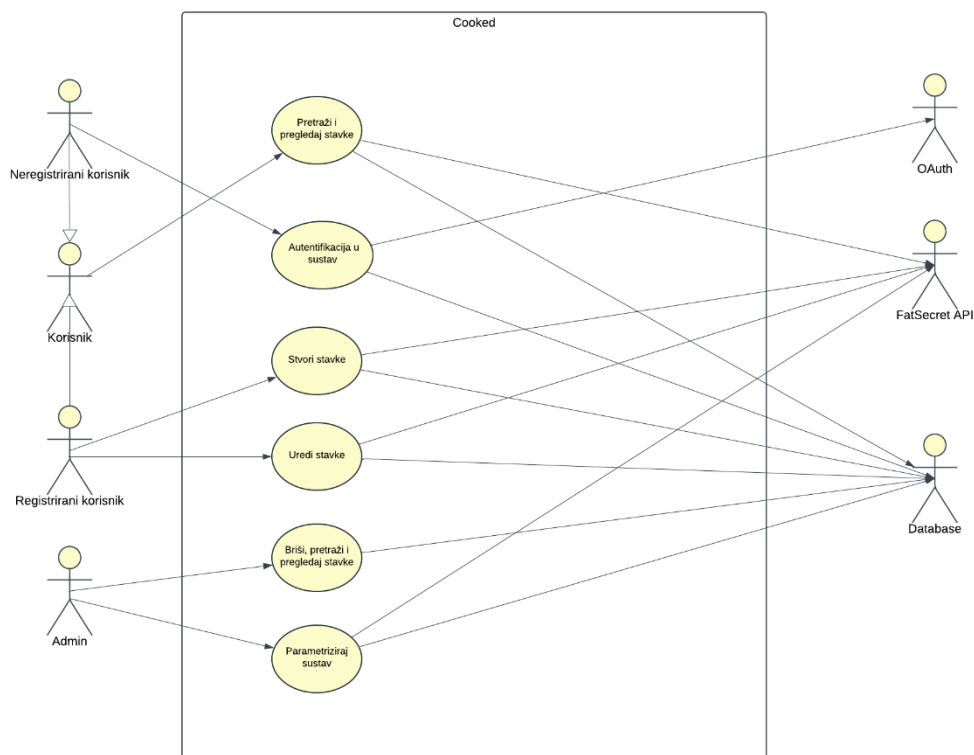 Cooked
Neregistrirani korisnik
Korisnik
Registrirani korisnik
Admin
Pretraži i
pregledaj stavke
Autentifikacija u
sustav
Stvori stavke
Uredi stavke
Briši, pretraži i
pregledaj stavke
Parametriziraj
sustav
OAuth
FatSecret API
Database